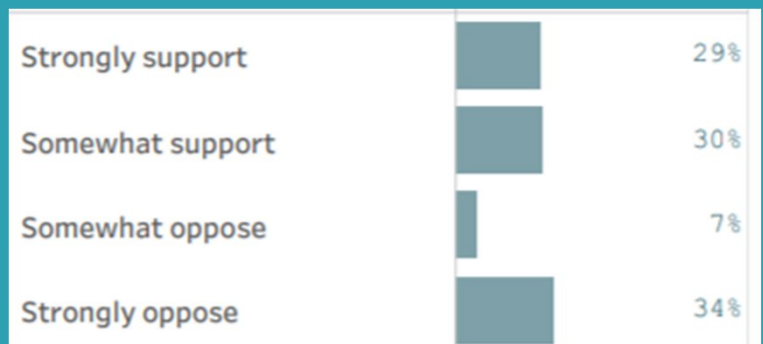 Strongly support 29%
Somewhat support 30%
Somewhat oppose 7%
Strongly oppose 34%